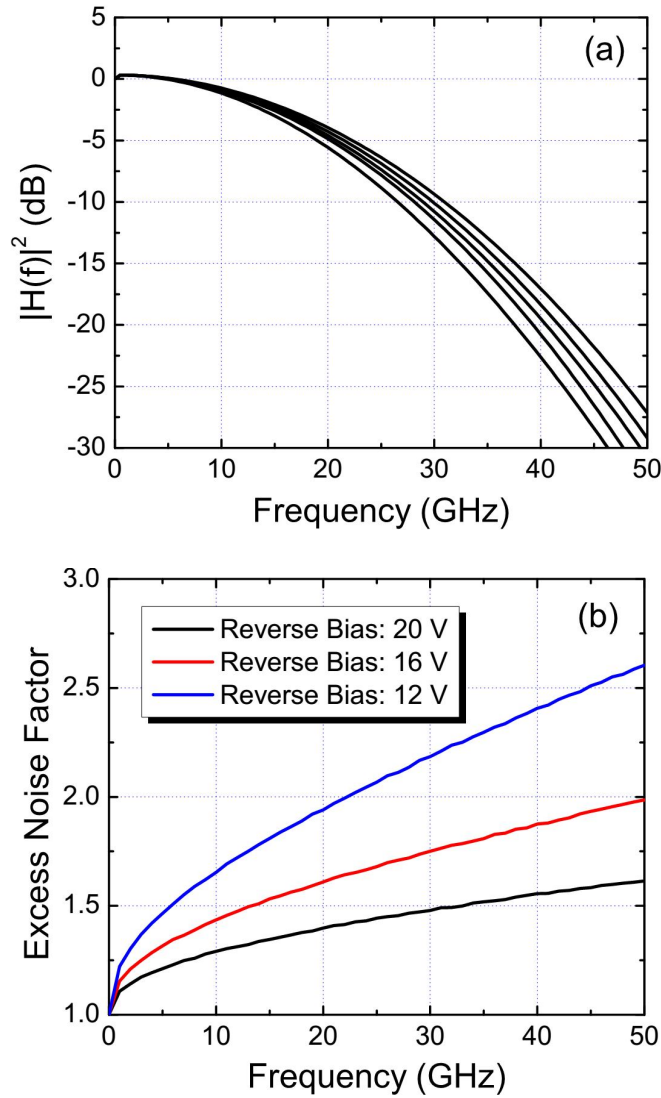 (a)
5
0
-5
-10
-15
-20
-25
-30
|H(f)|² (dB)
0 10 20 30 40 50
Frequency (GHz)
(b)
3.0
2.5
2.0
1.5
1.0
Excess Noise Factor
Reverse Bias: 20 V
Reverse Bias: 16 V
Reverse Bias: 12 V
0 10 20 30 40 50
Frequency (GHz)